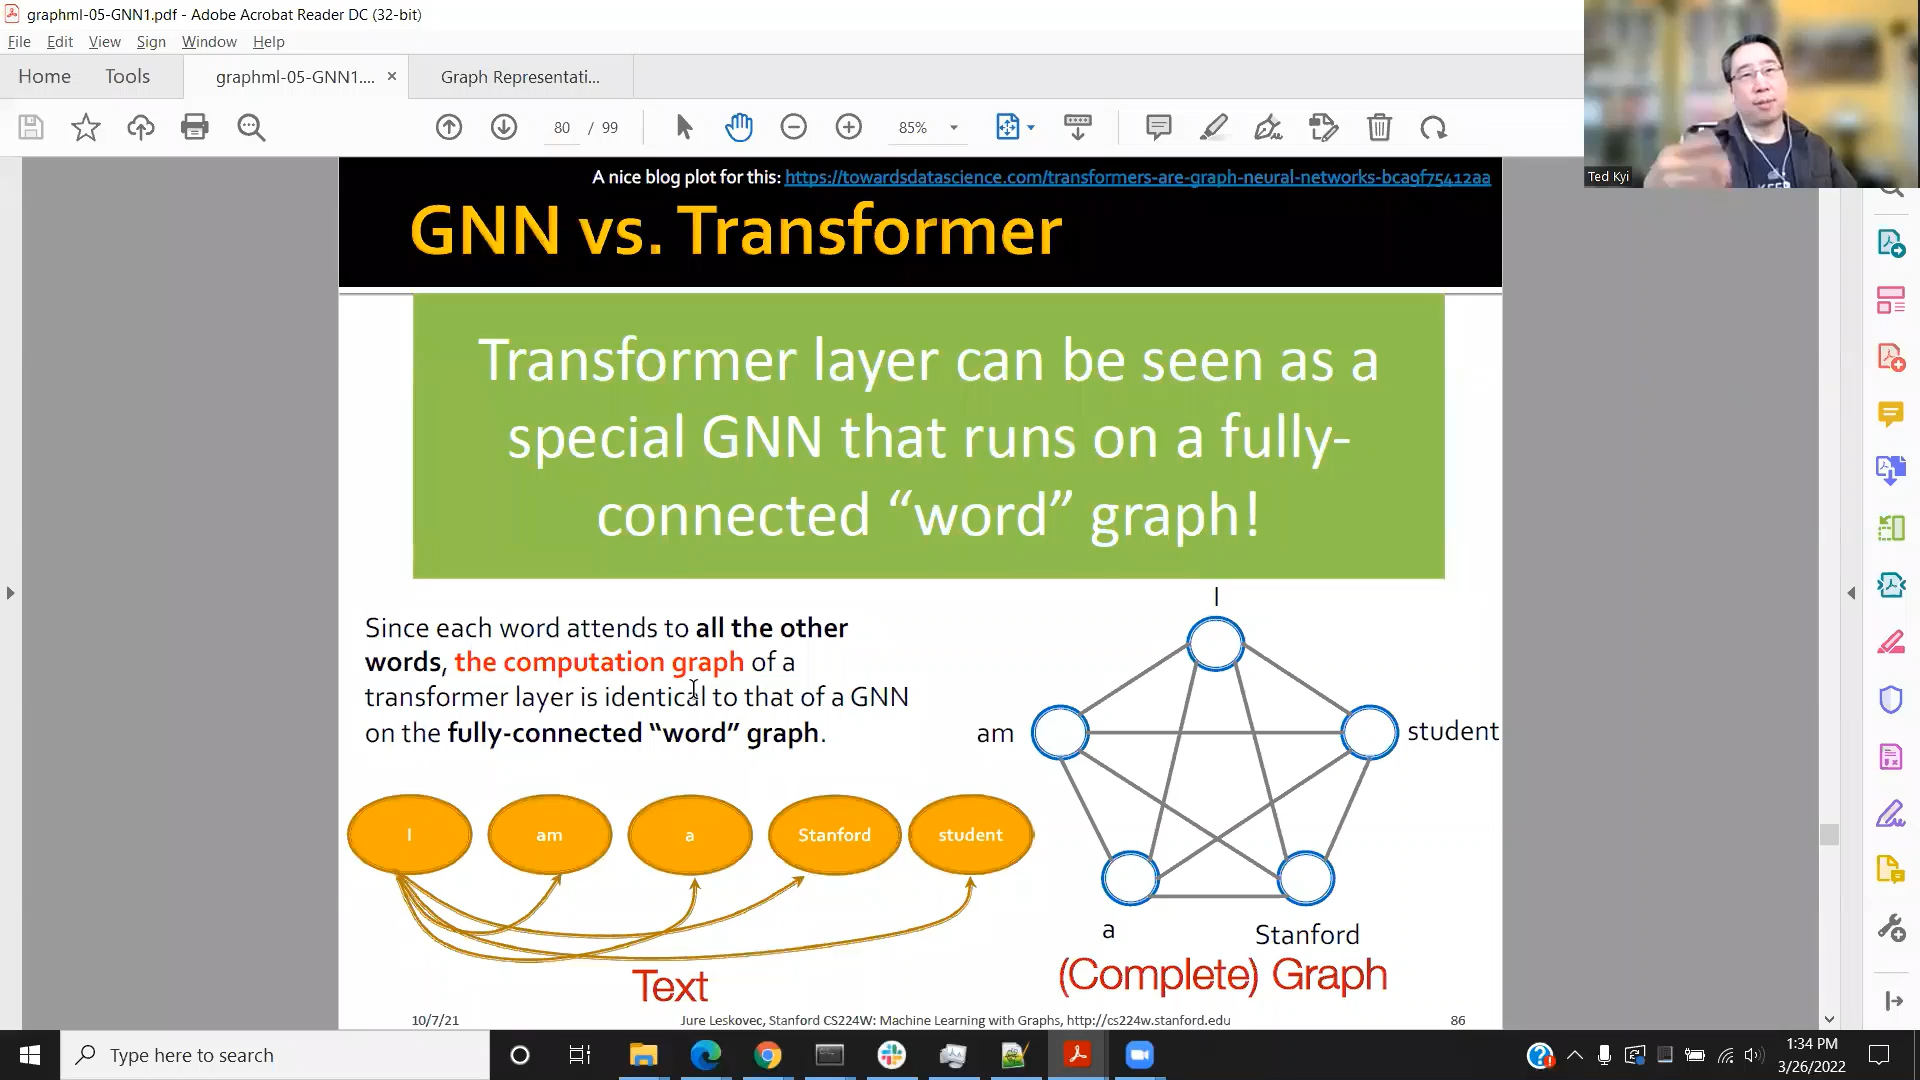 graphml-05-GNN1.pdf - Adobe Acrobat Reader DC (32-bit)
File Edit View Sign Window Help
Home Tools graphml-05-GNN1.... × Graph Representati...
80 / 99 85%
Ted Kyi
A nice blog plot for this: https://towardsdatascience.com/transformers-are-graph-neural-networks-bca9f75412aa
GNN vs. Transformer
Transformer layer can be seen as a
special GNN that runs on a fully-
connected “word” graph!
Since each word attends to all the other
words, the computation graph of a
transformer layer is identical to that of a GNN
on the fully-connected “word” graph.
I am a Stanford student
Text
I
am
student
a
Stanford
(Complete) Graph
10/7/21 Jure Leskovec, Stanford CS224W: Machine Learning with Graphs, http://cs224w.stanford.edu 86
Type here to search
1:34 PM
3/26/2022